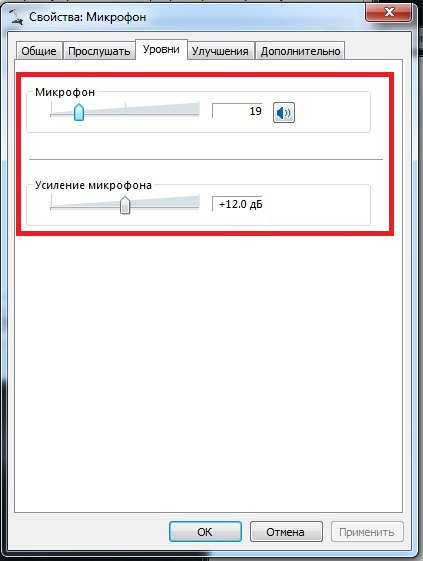 Свойства: Микрофон
Общие Прослушать Уровни Улучшения Дополнительно
Микрофон
19
Усиление микрофона
+12.0 дБ
ОК Отмена Применить